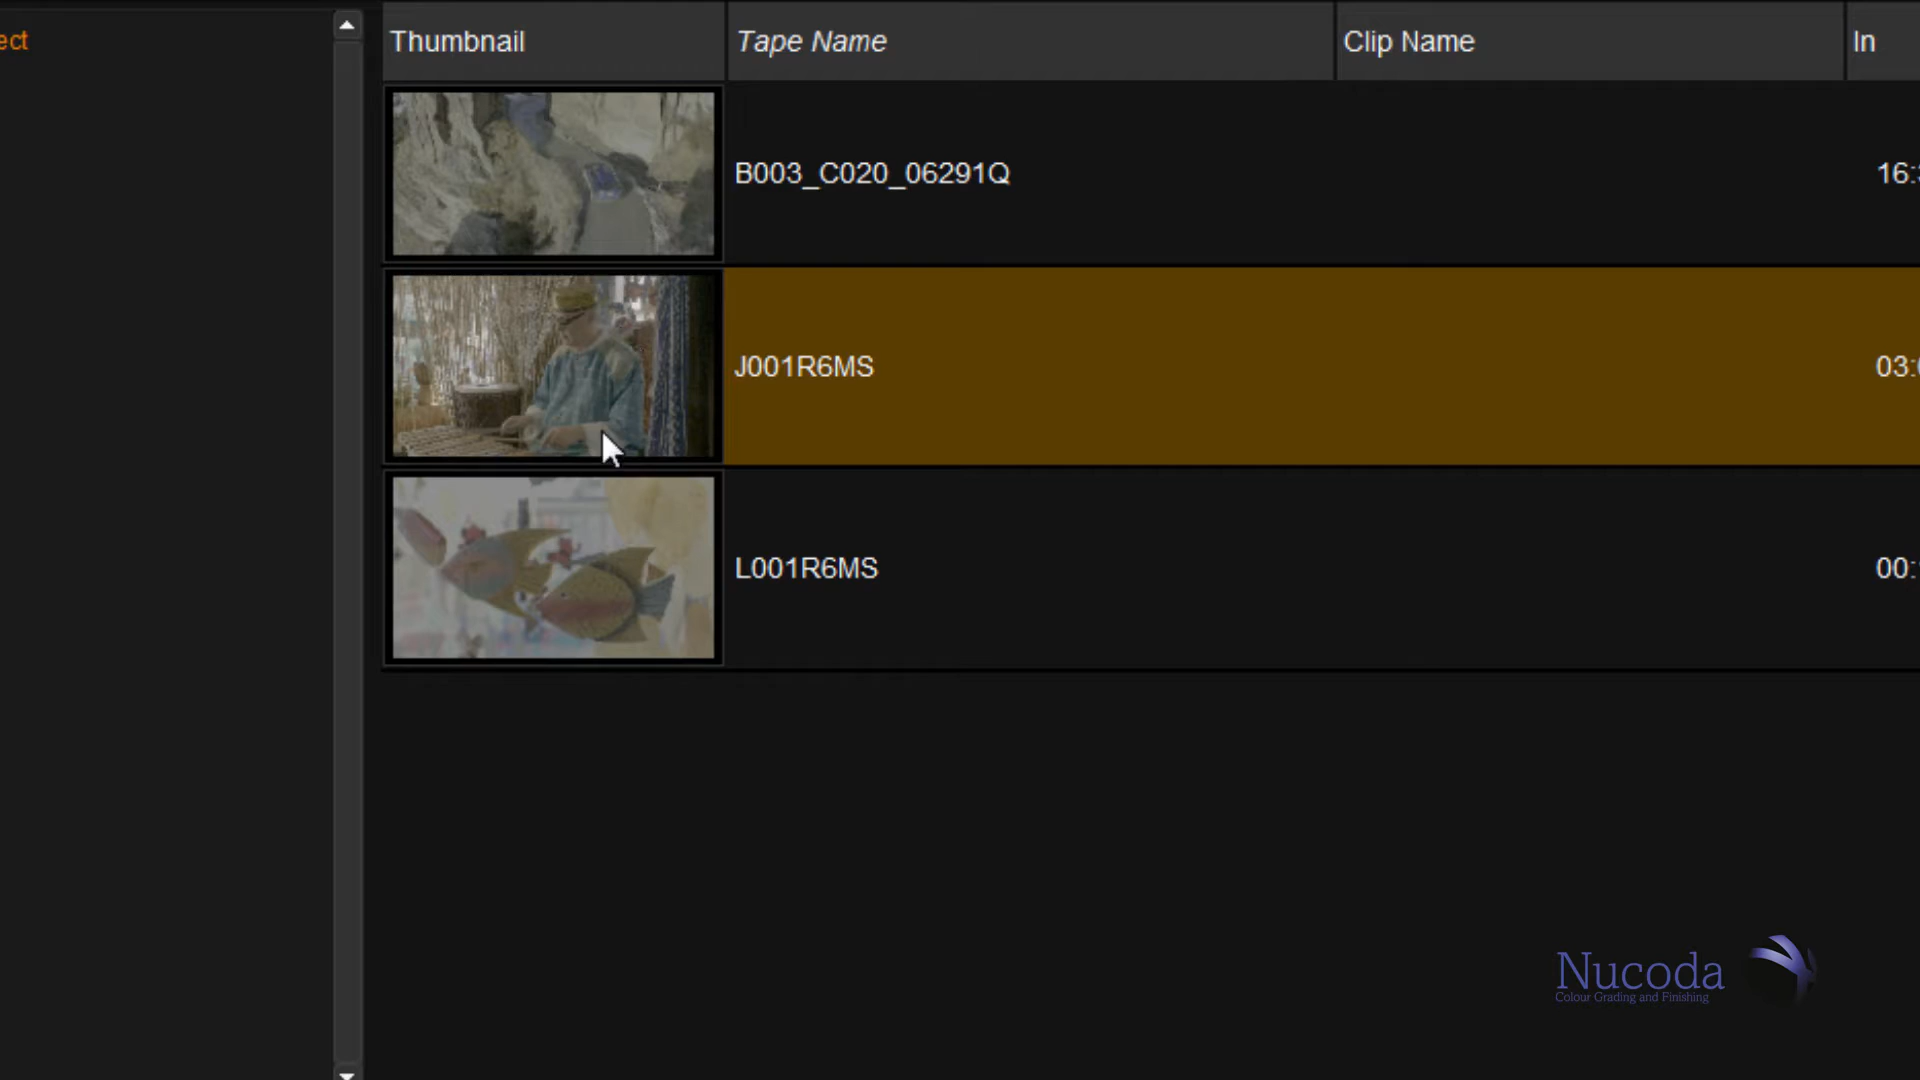 ect
Thumbnail
Tape Name
Clip Name
In
B003_C020_06291Q
16:
J001R6MS
03:
L001R6MS
00:
Nucoda
Colour Grading and Finishing